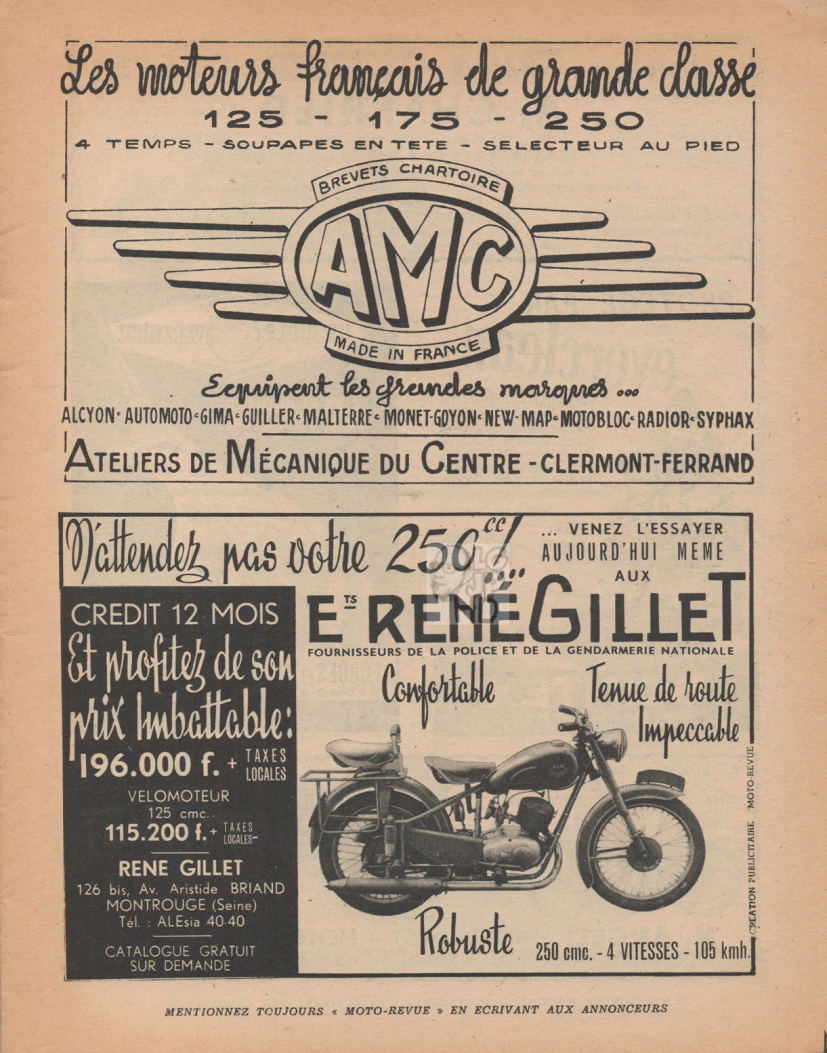 Les moteurs français de grande classe
125 - 175 - 250
4 TEMPS - SOUPAPES EN TETE - SELECTEUR AU PIED
BREVETS CHARTOIRE
AMC
MADE IN FRANCE
Equipent les grandes marques ...
ALCYON - AUTOMOTO - GIMA - GUILLER - MALTERRE - MONET-GOYON - NEW-MAP - MOTOBLOC - RADIOR - SYPHAX
ATELIERS DE MÉCANIQUE DU CENTRE - CLERMONT-FERRAND
N'attendez pas votre 250cc!
... VENEZ L'ESSAYER
AUJOURD'HUI MEME
AUX
ETS RENÉ GILLET
FOURNISSEURS DE LA POLICE ET DE LA GENDARMERIE NATIONALE
CREDIT 12 MOIS
Et profitez de son
prix Imbattable:
196.000 f. + TAXES LOCALES
VELOMOTEUR
125 cmc..
115.200 f. + TAXES LOCALES-
RENE GILLET
126 bis, Av. Aristide BRIAND
MONTROUGE (Seine)
Tél. : ALEsia 40-40
CATALOGUE GRATUIT
SUR DEMANDE
Confortable
Tenue de route
Impeccable
Robuste
250 cmc. - 4 VITESSES - 105 kmh.
CREATION PUBLICITAIRE MOTO-REVUE
MENTIONNEZ TOUJOURS « MOTO-REVUE » EN ECRIVANT AUX ANNONCEURS